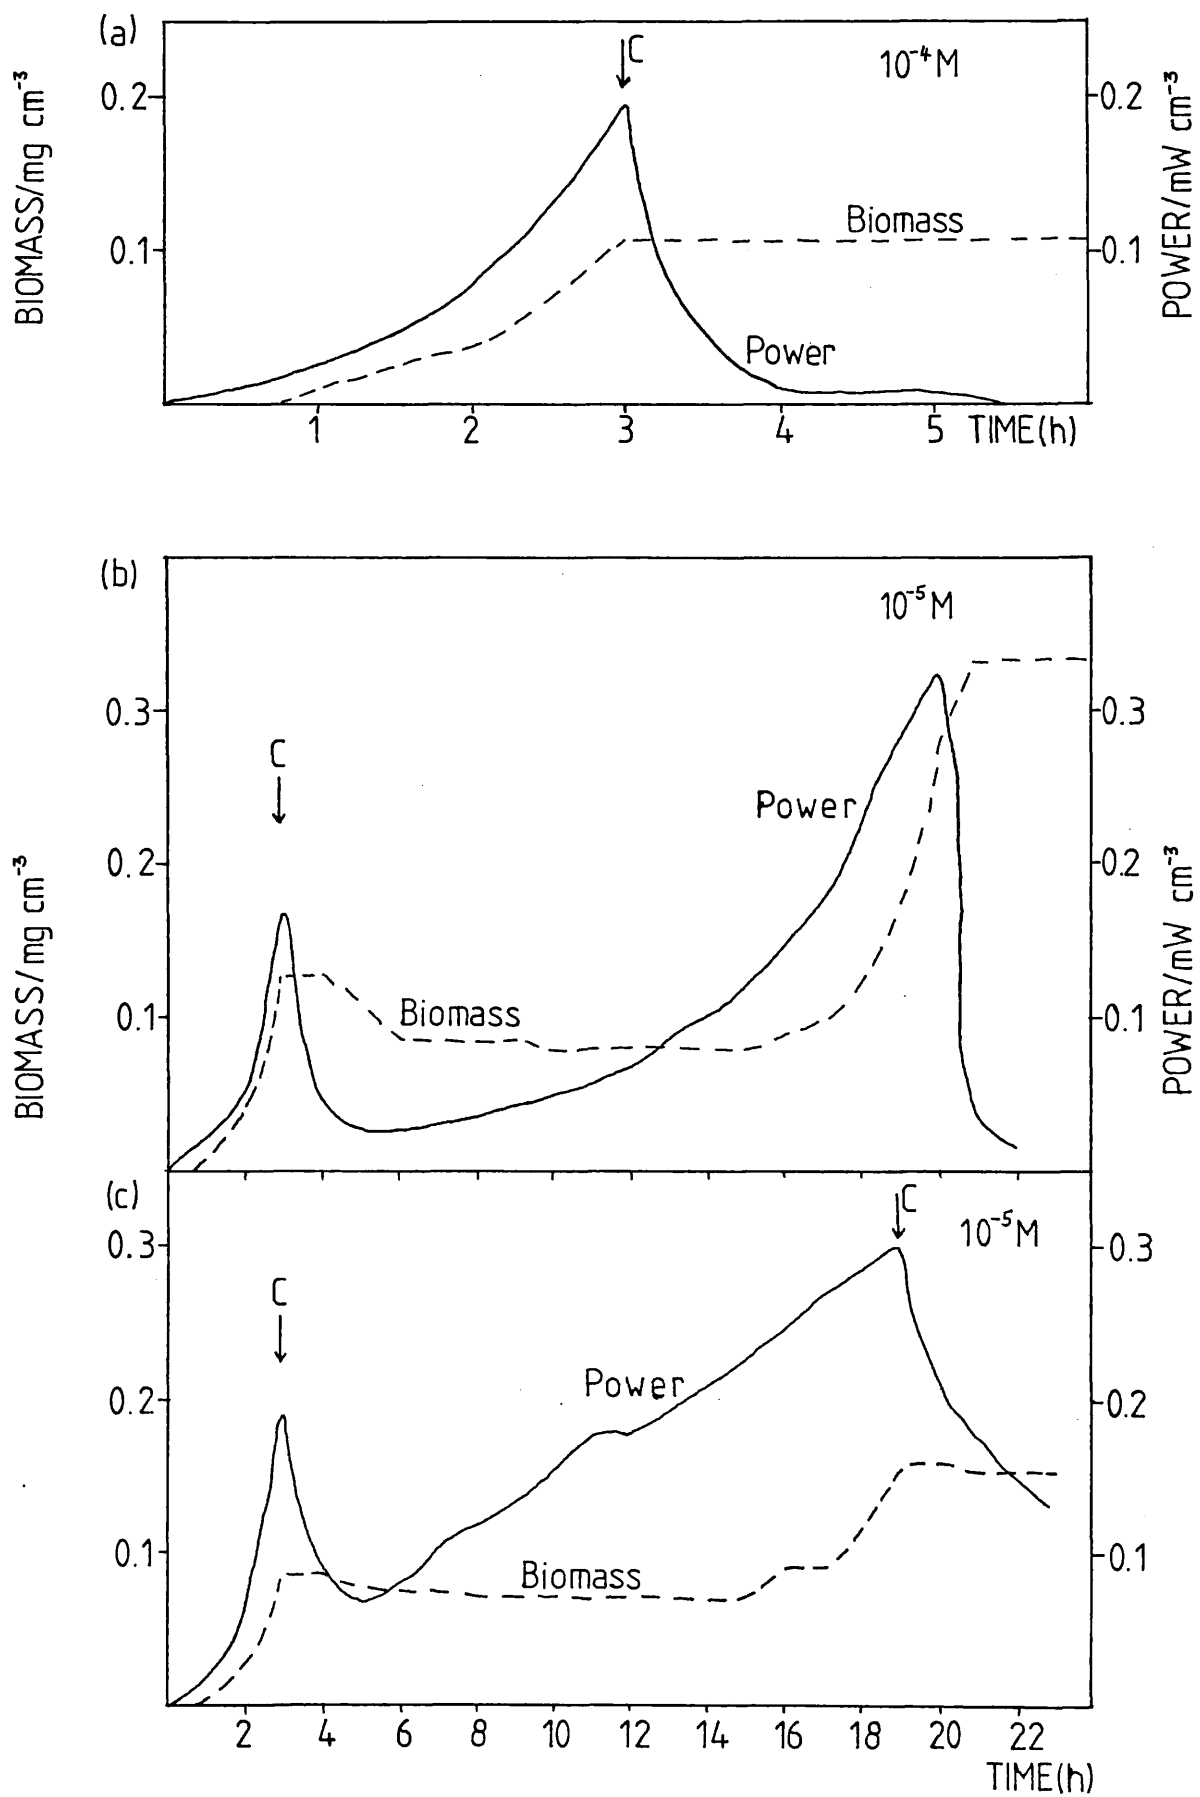 (a)
C
10⁻⁴M
BIOMASS/mg cm⁻³
0.2
0.1
Biomass
Power
0.2
0.1
POWER/mW cm⁻³
1 2 3 4 5 TIME(h)
(b)
10⁻⁵M
C
BIOMASS/mg cm⁻³
0.3
0.2
0.1
Power
Biomass
0.3
0.2
0.1
POWER/mW cm⁻³
(c)
C
10⁻⁵M
C
0.3
0.2
0.1
Power
Biomass
0.3
0.2
0.1
2 4 6 8 10 12 14 16 18 20 22
TIME(h)